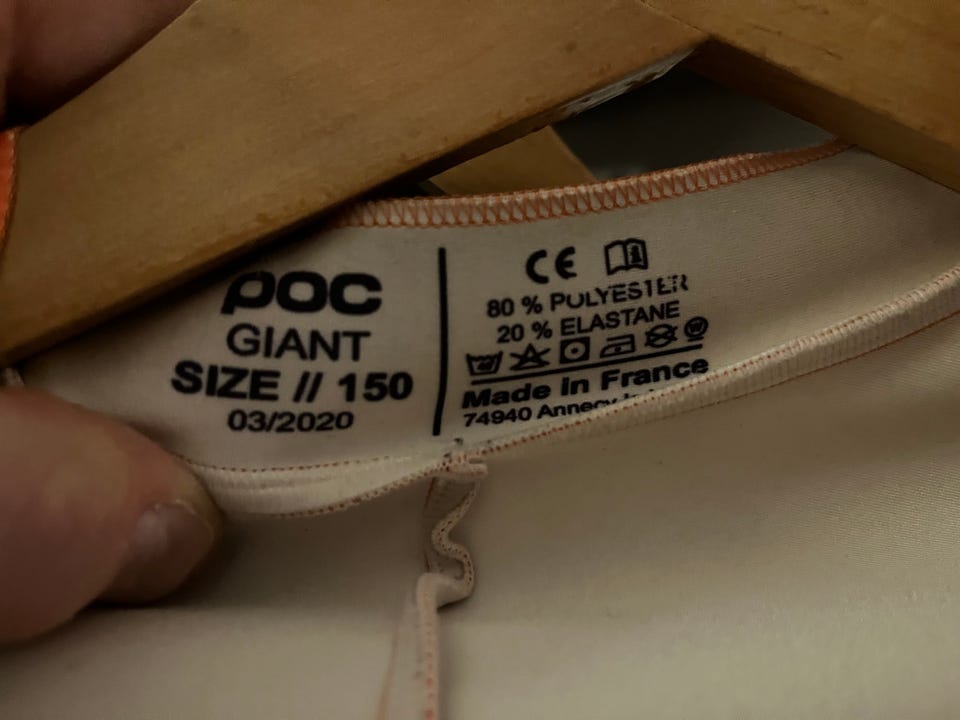 POC
GIANT
SIZE // 150
03/2020
CE
80 % POLYESTER
20 % ELASTANE
Made In France
74940 Annecy